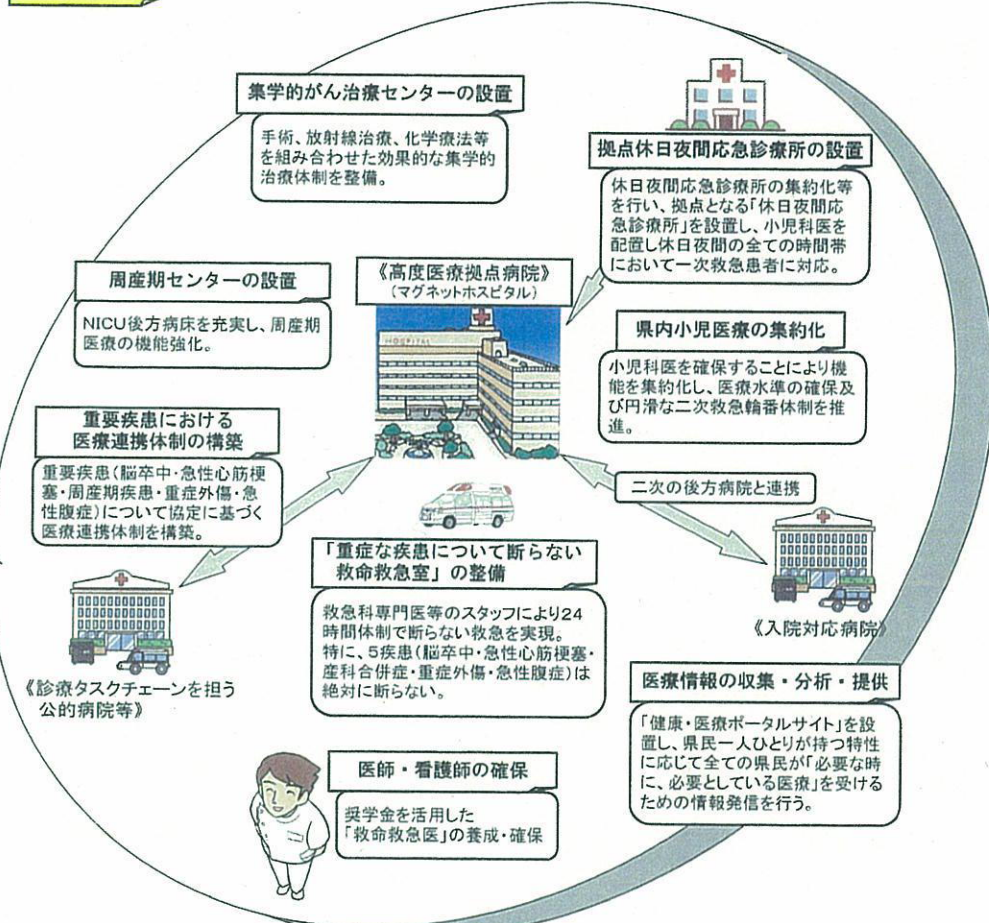 集学的がん治療センターの設置
手術、放射線治療、化学療法等
を組み合わせた効果的な集学的
治療体制を整備。
拠点休日夜間応急診療所の設置
休日夜間応急診療所の集約化等
を行い、拠点となる「休日夜間応
急診療所」を設置し、小児科医を
配置し休日夜間の全ての時間帯
において一次救急患者に対応。
周産期センターの設置
NICU後方病床を充実し、周産期
医療の機能強化。
《高度医療拠点病院》
(マグネットホスピタル)
HOSPITAL
県内小児医療の集約化
小児科医を確保することにより機
能を集約化し、医療水準の確保及
び円滑な二次救急輪番体制を推
進。
重要疾患における
医療連携体制の構築
重要疾患(脳卒中・急性心筋梗
塞・周産期疾患・重症外傷・急
性腹症)について協定に基づく
医療連携体制を構築。
二次の後方病院と連携
「重症な疾患について断らない
救命救急室」の整備
救急科専門医等のスタッフにより24
時間体制で断らない救急を実現。
特に、5疾患(脳卒中・急性心筋梗塞・
産科合併症・重症外傷・急性腹症)は
絶対に断らない。
《入院対応病院》
《診療タスクチェーンを担う
公的病院等》
医療情報の収集・分析・提供
「健康・医療ポータルサイト」を設
置し、県民一人ひとりが持つ特性
に応じて全ての県民が「必要な時
に、必要としている医療」を受ける
ための情報発信を行う。
医師・看護師の確保
奨学金を活用した
「救命救急医」の養成・確保